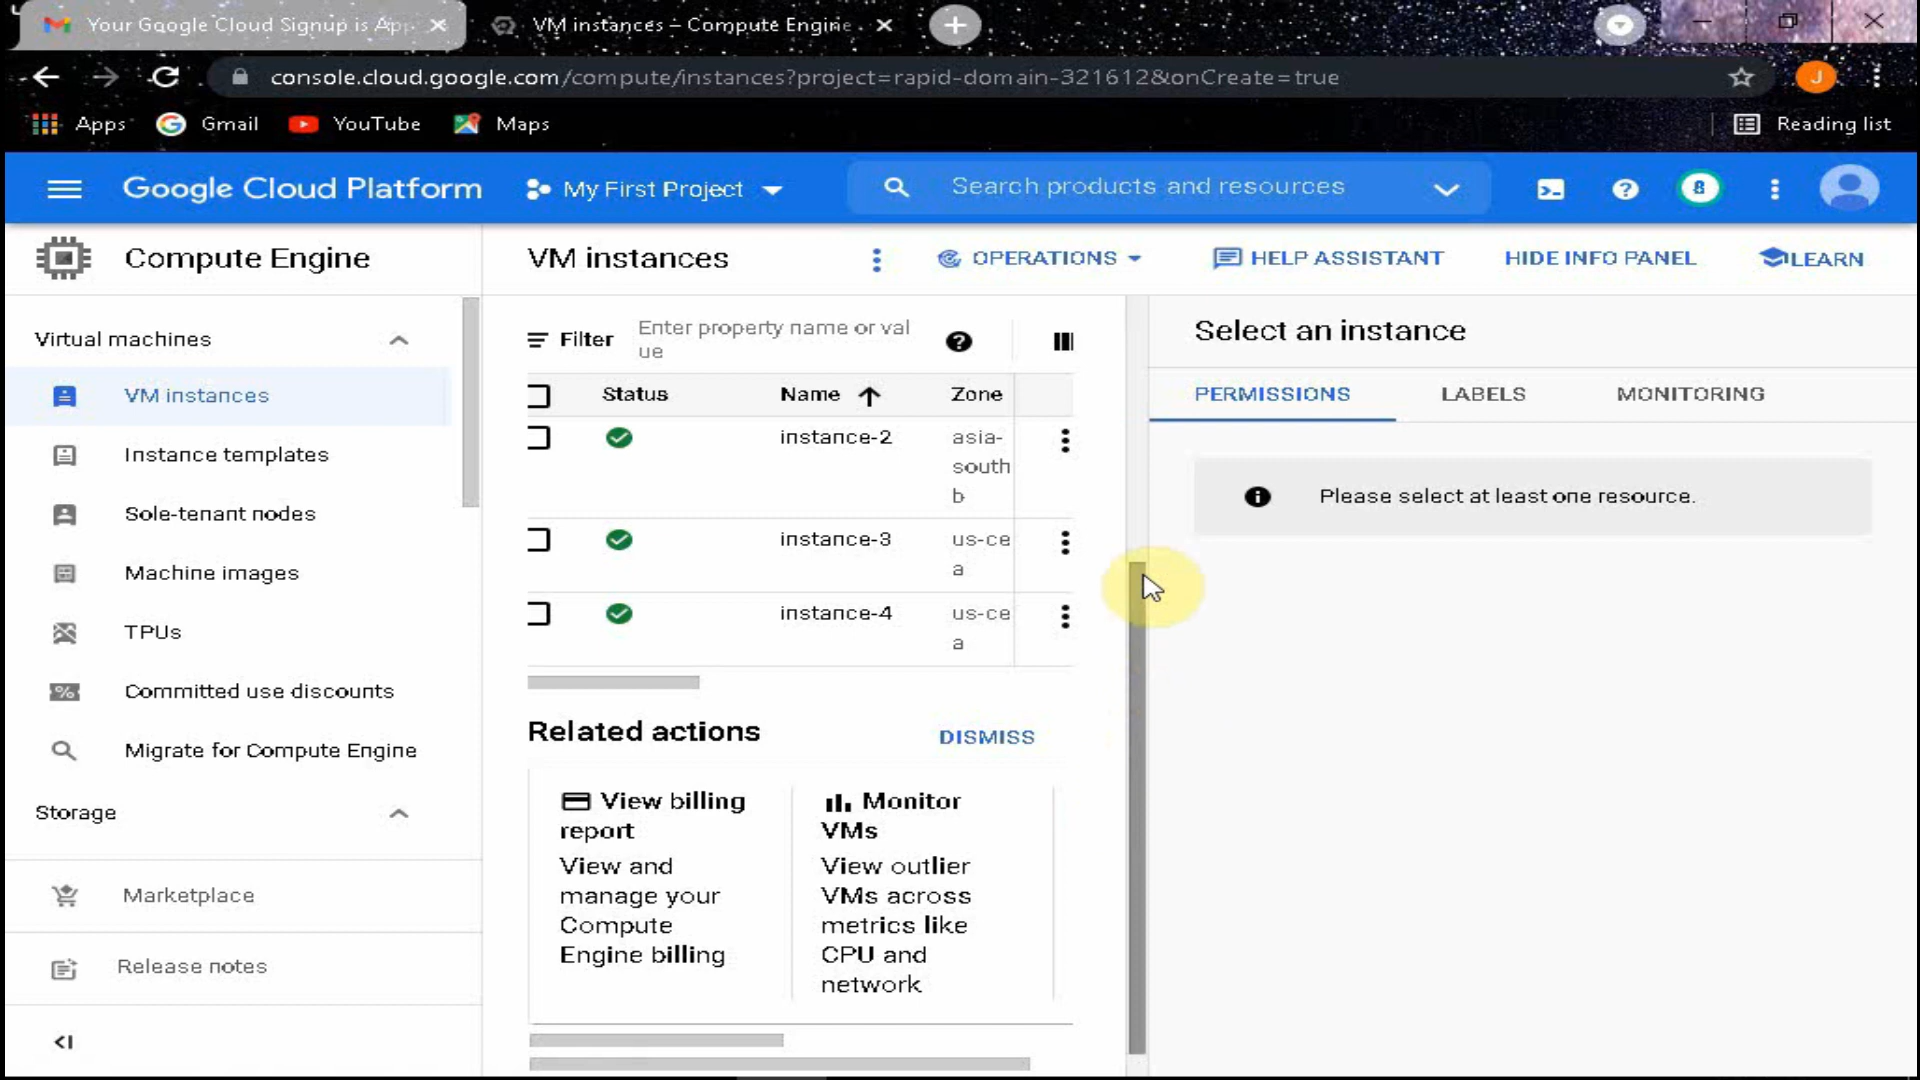 Your Google Cloud Signup is App
VM instances – Compute Engine
console.cloud.google.com/compute/instances?project=rapid-domain-321612&onCreate=true
J
Apps
Gmail
YouTube
Maps
Reading list
Google Cloud Platform
My First Project
Search products and resources
8
Compute Engine
VM instances
OPERATIONS
HELP ASSISTANT
HIDE INFO PANEL
LEARN
Virtual machines
VM instances
Instance templates
Sole-tenant nodes
Machine images
TPUs
Committed use discounts
Migrate for Compute Engine
Storage
Marketplace
Release notes
Filter
Enter property name or val
ue
Status
Name
Zone
instance-2
asia-
south
b
instance-3
us-ce
a
instance-4
us-ce
a
Related actions
DISMISS
View billing
report
View and
manage your
Compute
Engine billing
Monitor
VMs
View outlier
VMs across
metrics like
CPU and
network
Select an instance
PERMISSIONS
LABELS
MONITORING
Please select at least one resource.